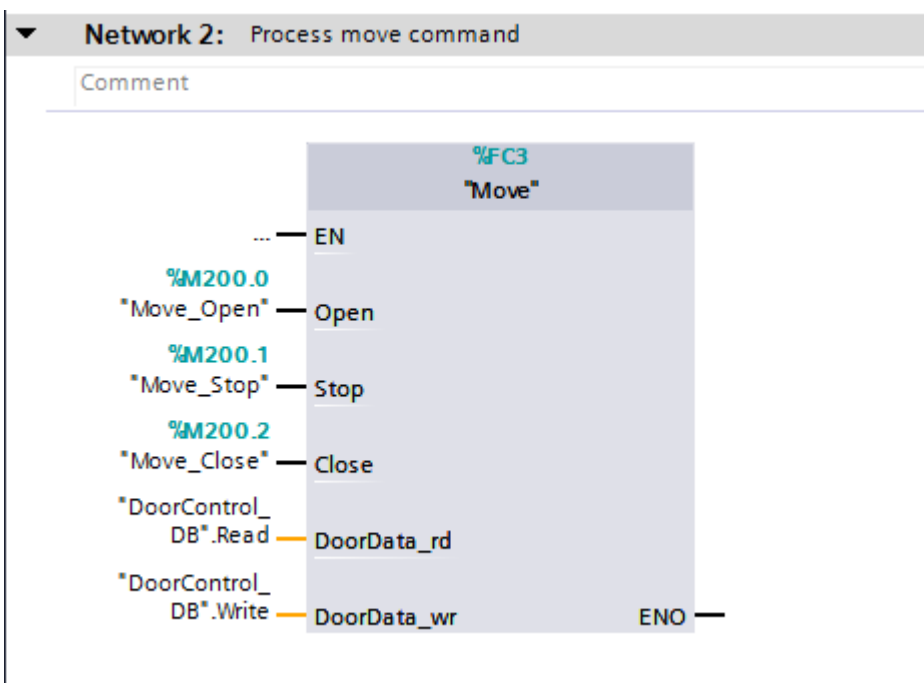 Network 2: Process move command
Comment
%FC3
"Move"
... EN
%M200.0
"Move_Open" Open
%M200.1
"Move_Stop" Stop
%M200.2
"Move_Close" Close
"DoorControl_
DB".Read DoorData_rd
"DoorControl_
DB".Write DoorData_wr ENO